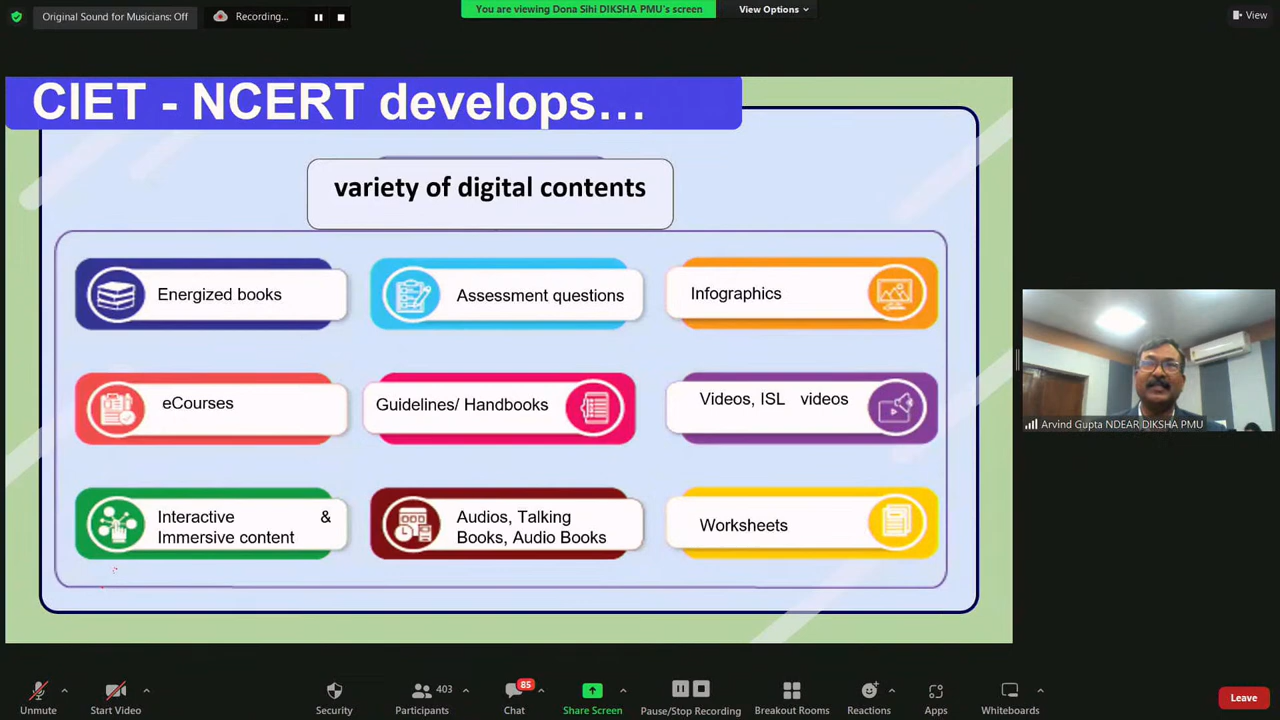 Original Sound for Musicians: Off
Recording...
You are viewing Dona Sihi DIKSHA PMU's screen
View Options
View
CIET - NCERT develops...
variety of digital contents
Energized books
Assessment questions
Infographics
eCourses
Guidelines/ Handbooks
Videos, ISL videos
Interactive &
Immersive content
Audios, Talking
Books, Audio Books
Worksheets
Arvind Gupta NDEAR DIKSHA PMU
Unmute
Start Video
Security
403
Participants
85
Chat
Share Screen
Pause/Stop Recording
Breakout Rooms
Reactions
Apps
Whiteboards
Leave